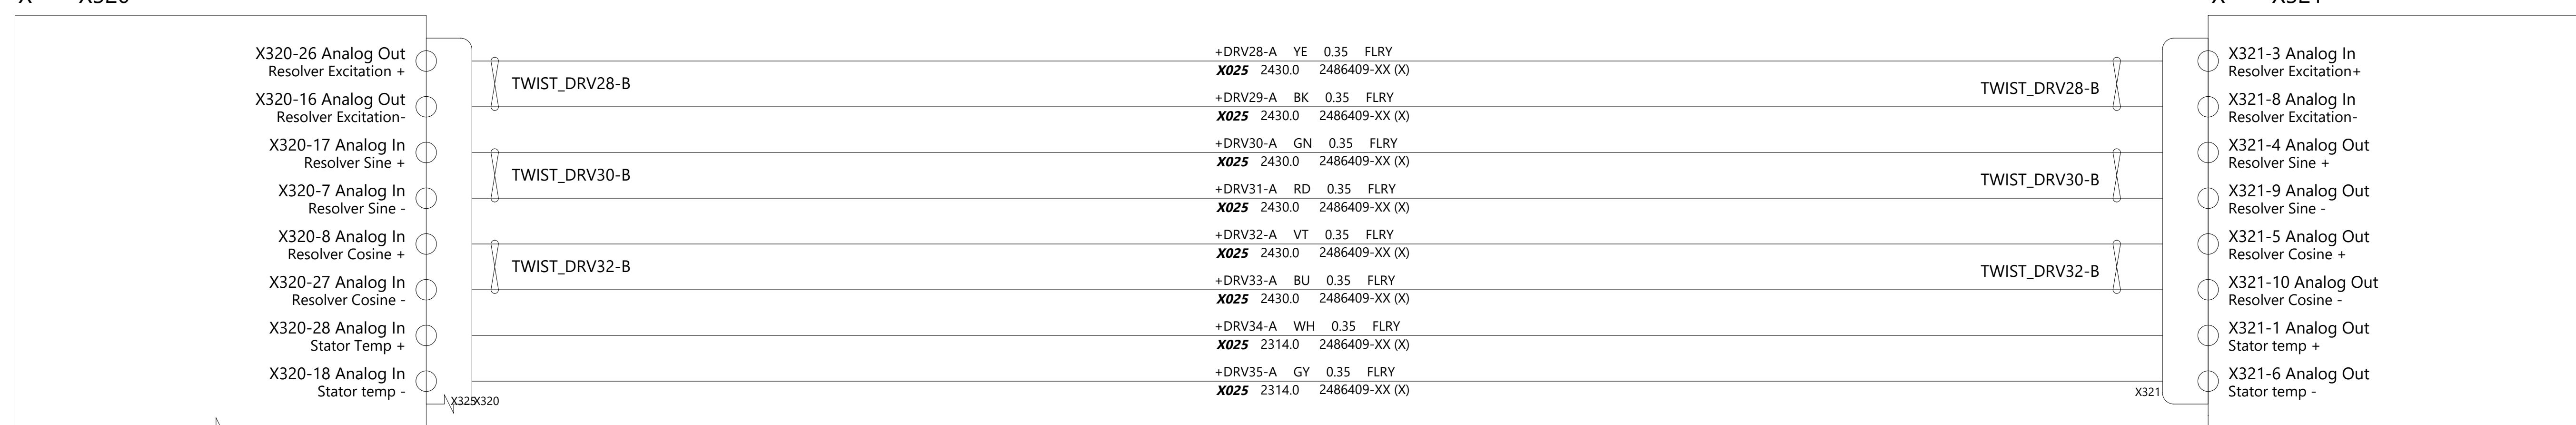 X320-26 Analog Out
Resolver Excitation +
X320-16 Analog Out
Resolver Excitation-
X320-17 Analog In
Resolver Sine +
X320-7 Analog In
Resolver Sine -
X320-8 Analog In
Resolver Cosine +
X320-27 Analog In
Resolver Cosine -
X320-28 Analog In
Stator Temp +
X320-18 Analog In
Stator temp -
X320
TWIST_DRV28-B
TWIST_DRV30-B
TWIST_DRV32-B
+DRV28-A YE 0.35 FLRY
X025 2430.0 2486409-XX (X)
+DRV29-A BK 0.35 FLRY
X025 2430.0 2486409-XX (X)
+DRV30-A GN 0.35 FLRY
X025 2430.0 2486409-XX (X)
+DRV31-A RD 0.35 FLRY
X025 2430.0 2486409-XX (X)
+DRV32-A VT 0.35 FLRY
X025 2430.0 2486409-XX (X)
+DRV33-A BU 0.35 FLRY
X025 2430.0 2486409-XX (X)
+DRV34-A WH 0.35 FLRY
X025 2314.0 2486409-XX (X)
+DRV35-A GY 0.35 FLRY
X025 2314.0 2486409-XX (X)
TWIST_DRV28-B
TWIST_DRV30-B
TWIST_DRV32-B
X321
X321-3 Analog In
Resolver Excitation+
X321-8 Analog In
Resolver Excitation-
X321-4 Analog Out
Resolver Sine +
X321-9 Analog Out
Resolver Sine -
X321-5 Analog Out
Resolver Cosine +
X321-10 Analog Out
Resolver Cosine -
X321-1 Analog Out
Stator temp +
X321-6 Analog Out
Stator temp -